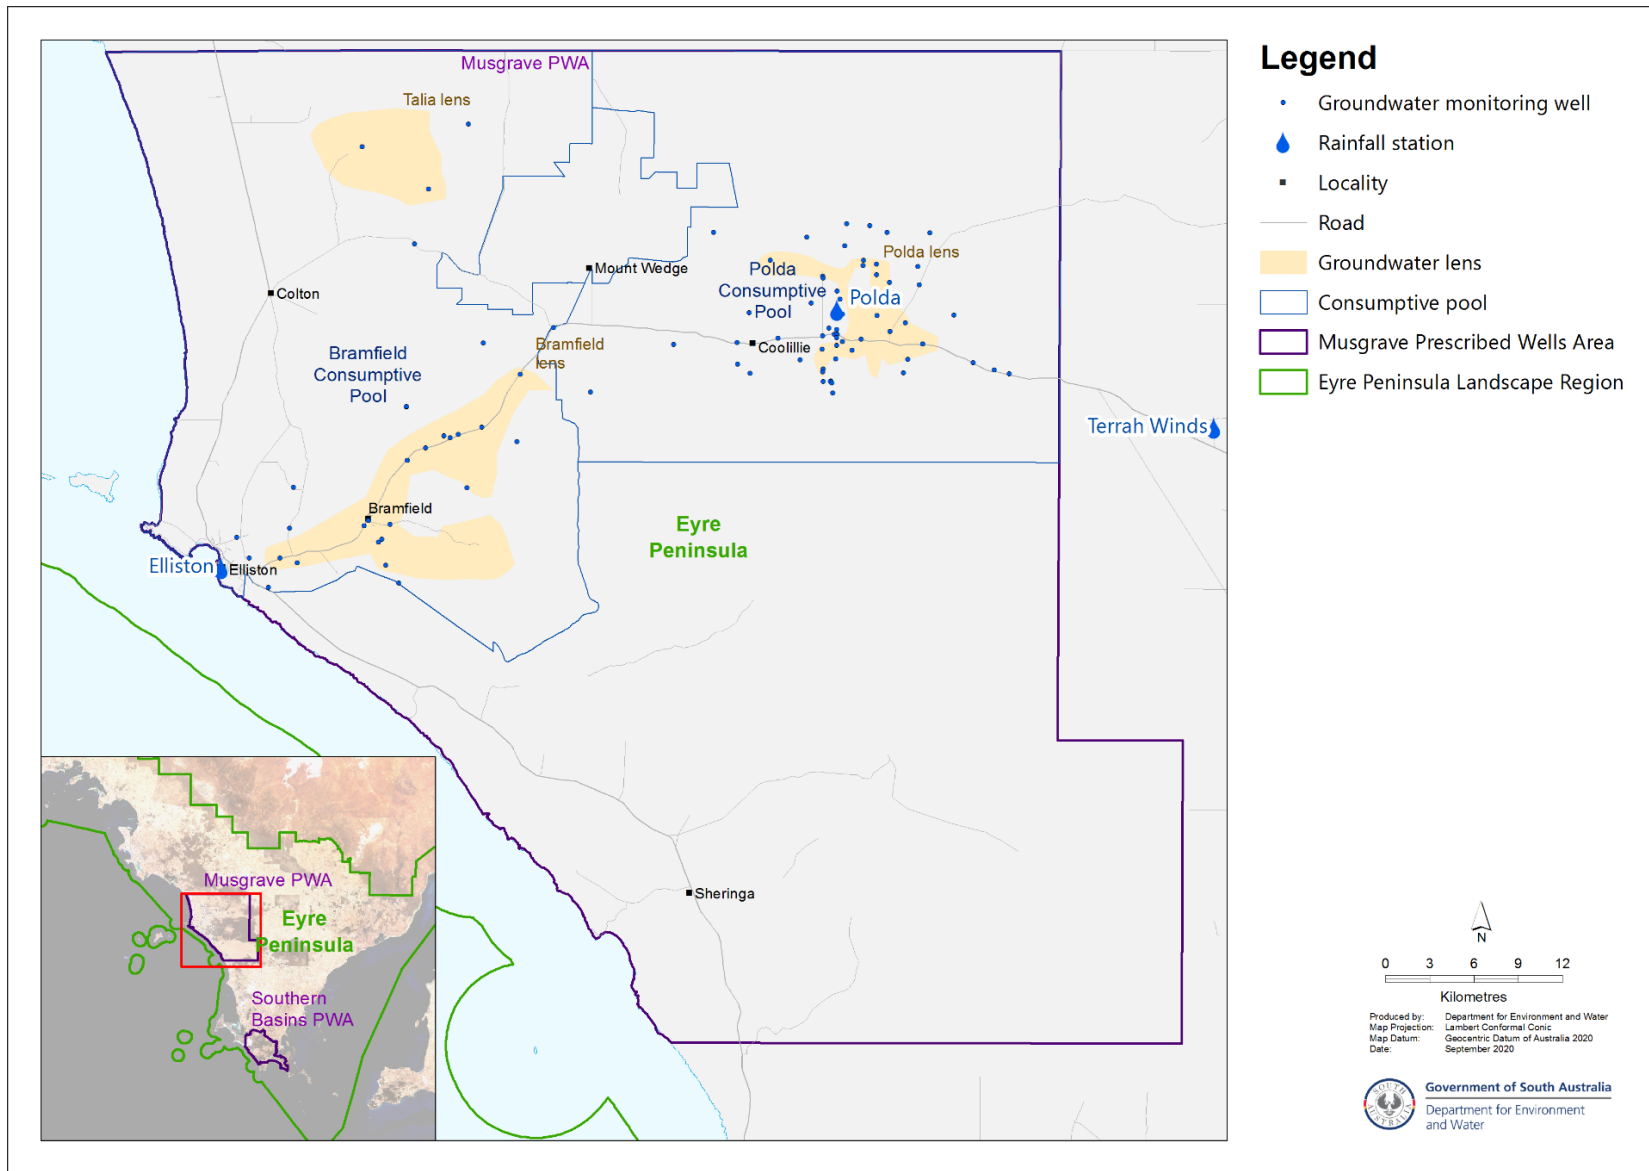 Musgrave PWA
Talia lens
Polda lens
Mount Wedge
Polda
Consumptive
Pool
Polda
Colton
Bramfield
lens
Coolillie
Bramfield
Consumptive
Pool
Terrah Winds
Bramfield
Eyre
Peninsula
Elliston
Elliston
Sheringa
Musgrave PWA
Eyre
Peninsula
Southern
Basins PWA
Legend
Groundwater monitoring well
Rainfall station
Locality
Road
Groundwater lens
Consumptive pool
Musgrave Prescribed Wells Area
Eyre Peninsula Landscape Region
N
0 3 6 9 12
Kilometres
Produced by: Department for Environment and Water
Map Projection: Lambert Conformal Conic
Map Datum: Geocentric Datum of Australia 2020
Date: September 2020
SOUTH
AUSTRALIA
Government of South Australia
Department for Environment
and Water